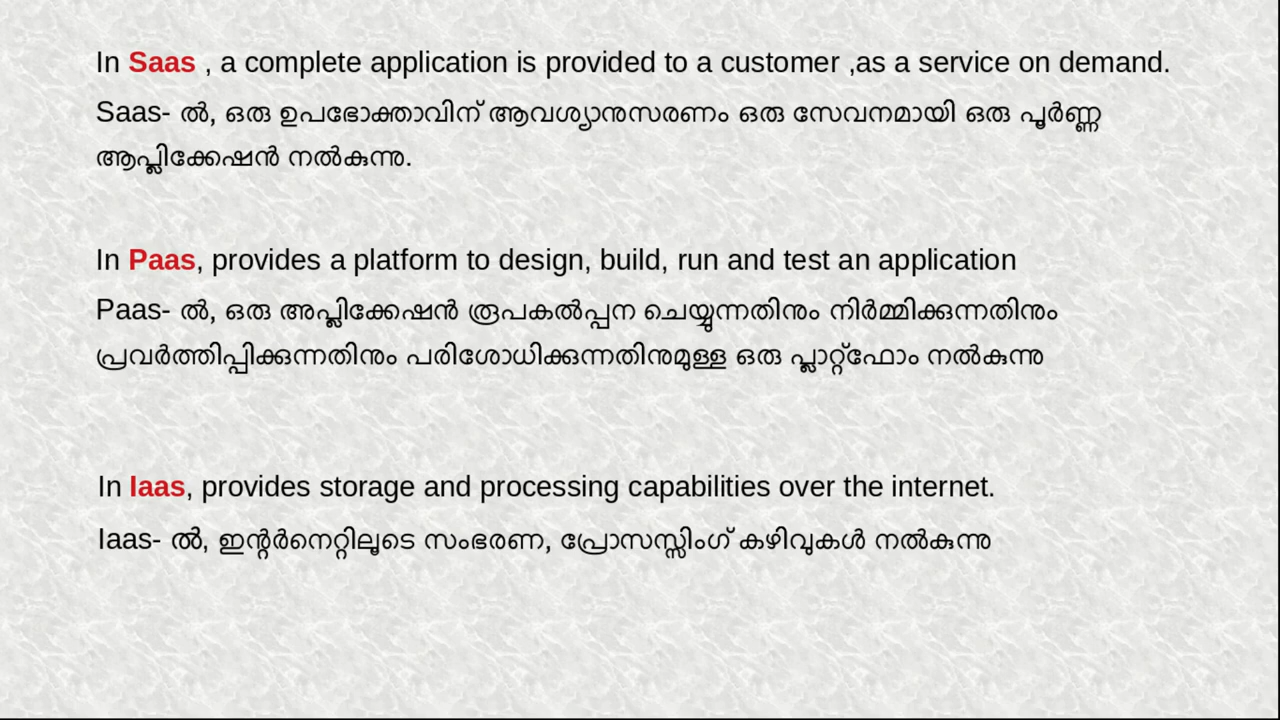 In Saas , a complete application is provided to a customer ,as a service on demand.
Saas- ൽ, ഒരു ഉപഭോക്താവിന് ആവശ്യാനുസരണം ഒരു സേവനമായി ഒരു പൂർണ്ണ
ആപ്ലിക്കേഷൻ നൽകുന്നു.
In Paas, provides a platform to design, build, run and test an application
Paas- ൽ, ഒരു അപ്ലിക്കേഷൻ രൂപകൽപ്പന ചെയ്യുന്നതിനും നിർമ്മിക്കുന്നതിനും
പ്രവർത്തിപ്പിക്കുന്നതിനും പരിശോധിക്കുന്നതിനുമുള്ള ഒരു പ്ലാറ്റ്ഫോം നൽകുന്നു
In Iaas, provides storage and processing capabilities over the internet.
Iaas- ൽ, ഇന്റർനെറ്റിലൂടെ സംഭരണ, പ്രോസസ്സിംഗ് കഴിവുകൾ നൽകുന്നു